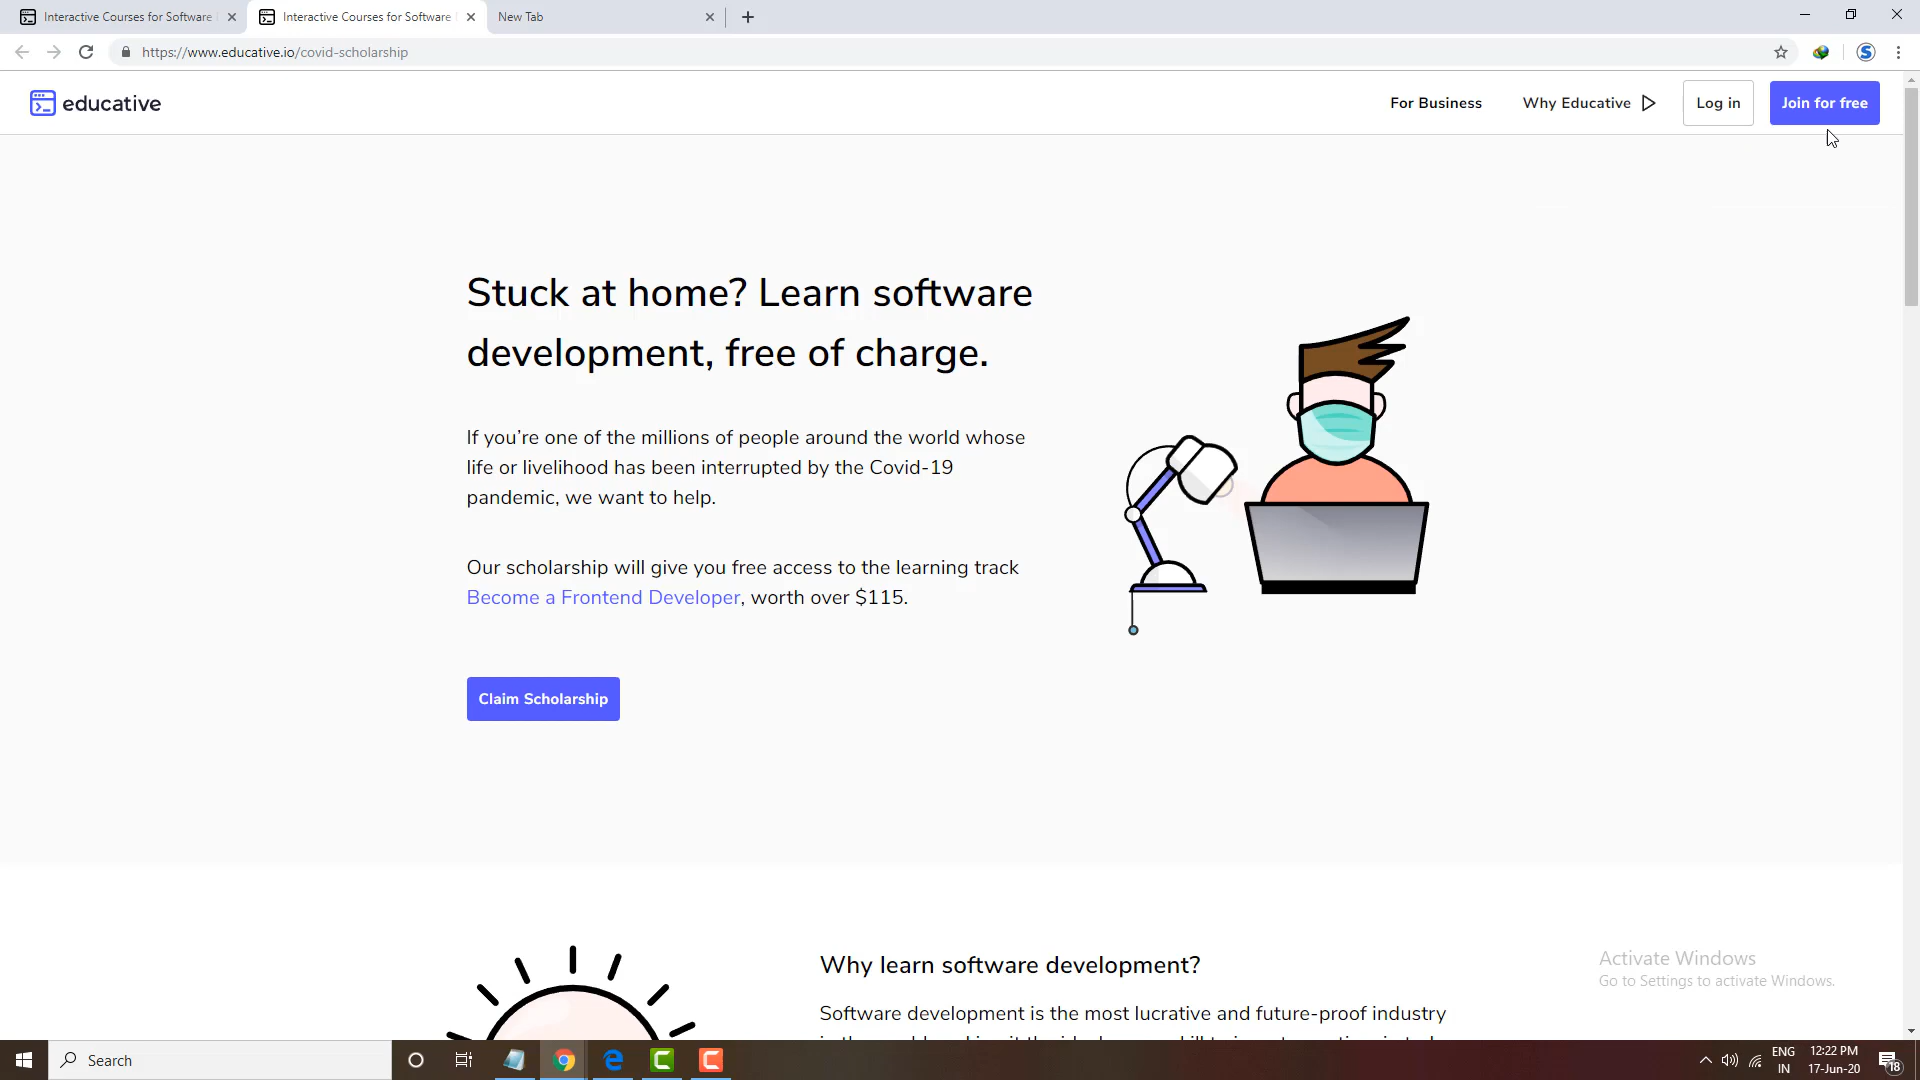 Interactive Courses for Software
Interactive Courses for Software
New Tab
https://www.educative.io/covid-scholarship
educative
For Business
Why Educative
Log in
Join for free
Stuck at home? Learn software
development, free of charge.
If you’re one of the millions of people around the world whose
life or livelihood has been interrupted by the Covid-19
pandemic, we want to help.
Our scholarship will give you free access to the learning track
Become a Frontend Developer, worth over $115.
Claim Scholarship
Why learn software development?
Software development is the most lucrative and future-proof industry
Activate Windows
Go to Settings to activate Windows.
Search
ENG
IN
12:22 PM
17-Jun-20
18